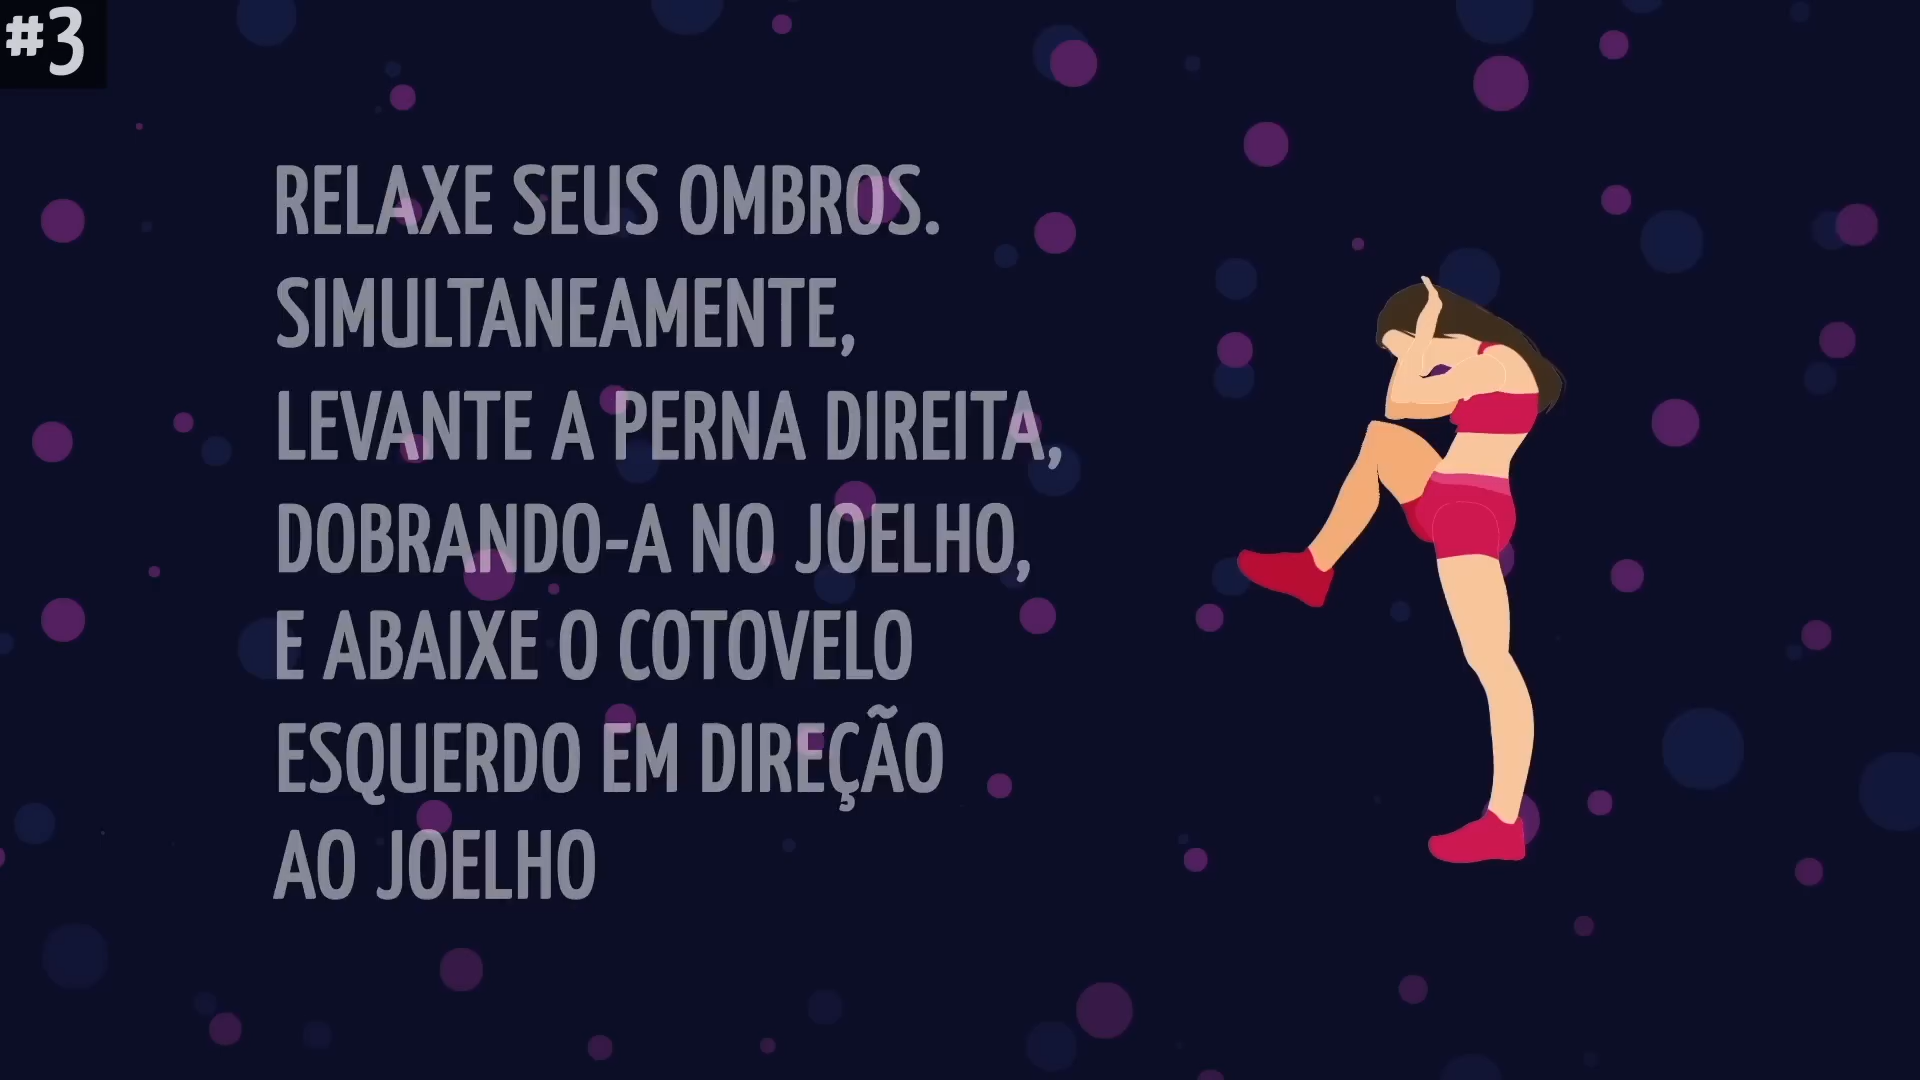 #3
RELAXE SEUS OMBROS.
SIMULTANEAMENTE,
LEVANTE A PERNA DIREITA,
DOBRANDO-A NO JOELHO,
E ABAIXE O COTOVELO
ESQUERDO EM DIREÇÃO
AO JOELHO